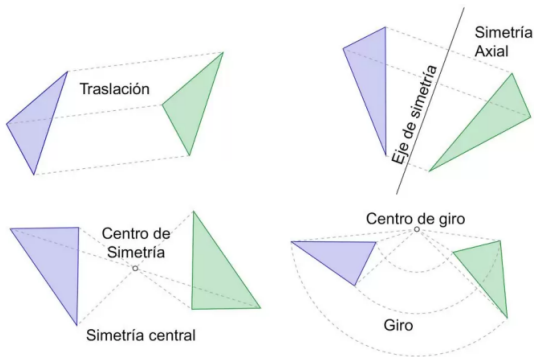 Traslación
Simetría
Axial
Eje de simetría
Centro de
Simetría
Simetría central
Centro de giro
Giro